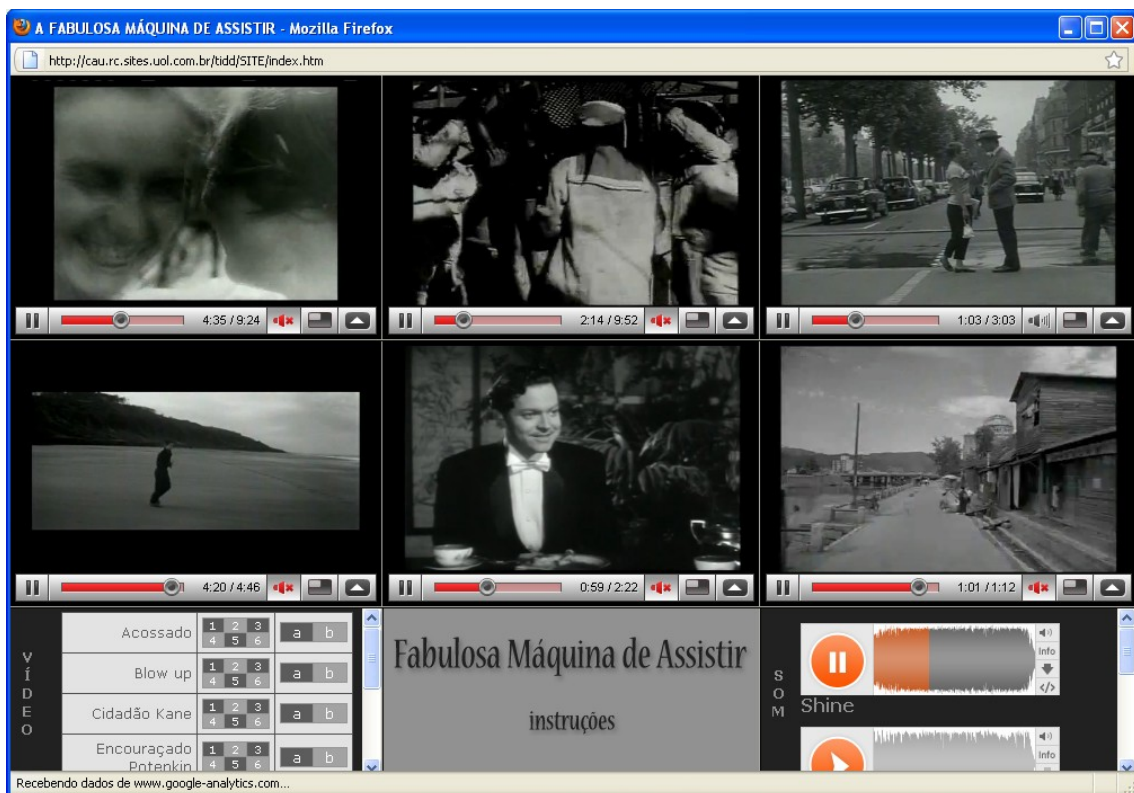 A FABULOSA MÁQUINA DE ASSISTIR - Mozilla Firefox
http://cau.rc.sites.uol.com.br/tidd/SITE/index.htm
4:35 / 9:24
2:14 / 9:52
1:03 / 3:03
4:20 / 4:46
0:59 / 2:22
1:01 / 1:12
VÍDEO
Acossado 1 2 3 4 5 6 a b
Blow up 1 2 3 4 5 6 a b
Cidadão Kane 1 2 3 4 5 6 a b
Encouraçado
Potenkin 1 2 3 4 5 6 a b
Fabulosa Máquina de Assistir
instruções
SOM
Info
</>
Shine
Info
Recebendo dados de www.google-analytics.com...